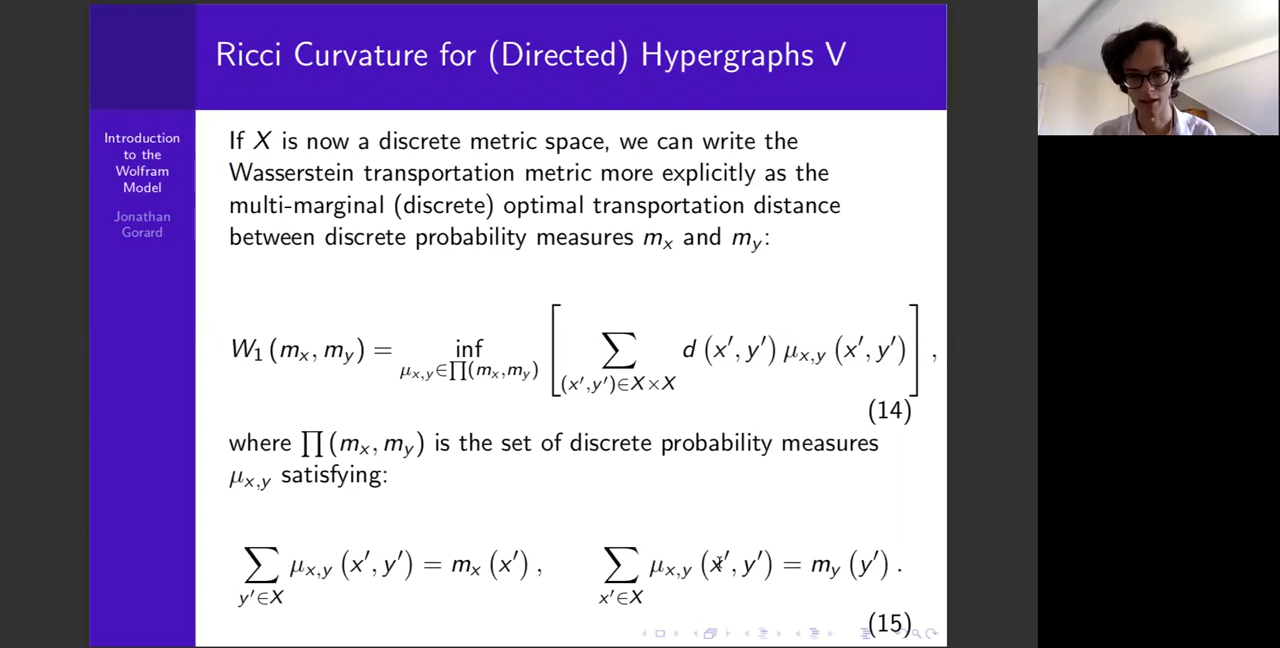 Ricci Curvature for (Directed) Hypergraphs V
Introduction
to the
Wolfram
Model
Jonathan
Gorard
If X is now a discrete metric space, we can write the
Wasserstein transportation metric more explicitly as the
multi-marginal (discrete) optimal transportation distance
between discrete probability measures m_x and m_y:
W_1 (m_x, m_y) = inf_{μ_{x,y}∈∏(m_x,m_y)} [ ∑_{(x′,y′)∈X×X} d (x′, y′) μ_{x,y} (x′, y′) ] ,
(14)
where ∏ (m_x, m_y) is the set of discrete probability measures
μ_{x,y} satisfying:
∑_{y′∈X} μ_{x,y} (x′, y′) = m_x (x′) , ∑_{x′∈X} μ_{x,y} (x′, y′) = m_y (y′) .
(15)